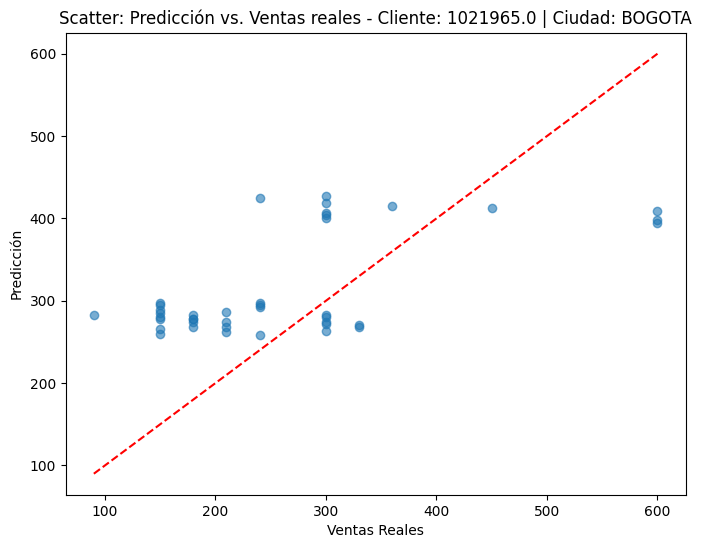 Scatter: Predicción vs. Ventas reales - Cliente: 1021965.0 | Ciudad: BOGOTA
600
500
400
300
200
100
Predicción
100 200 300 400 500 600
Ventas Reales